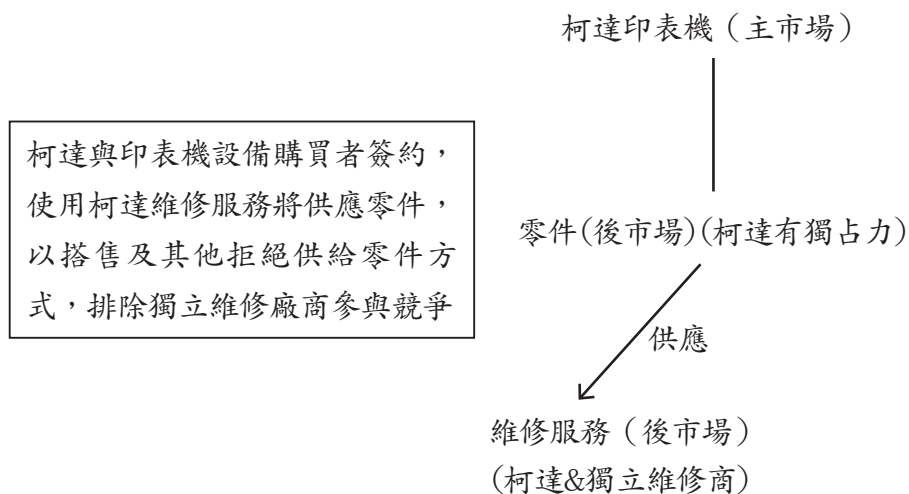 柯達印表機（主市場）
柯達與印表機設備購買者簽約，
使用柯達維修服務將供應零件，
以搭售及其他拒絕供給零件方
式，排除獨立維修廠商參與競爭
零件(後市場)(柯達有獨占力)
供應
維修服務（後市場）
(柯達&獨立維修商)